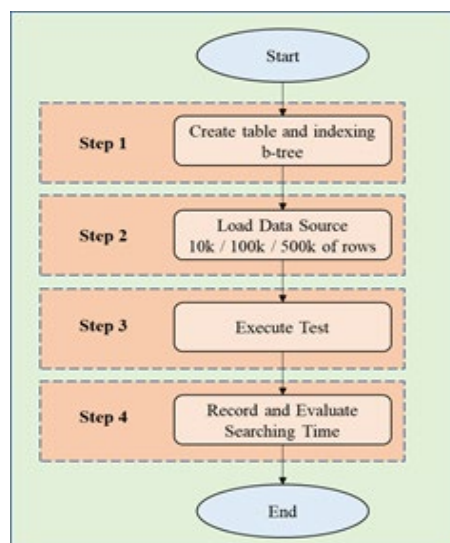 Start
Step 1
Create table and indexing
b-tree
Step 2
Load Data Source
10k / 100k / 500k of rows
Step 3
Execute Test
Step 4
Record and Evaluate
Searching Time
End